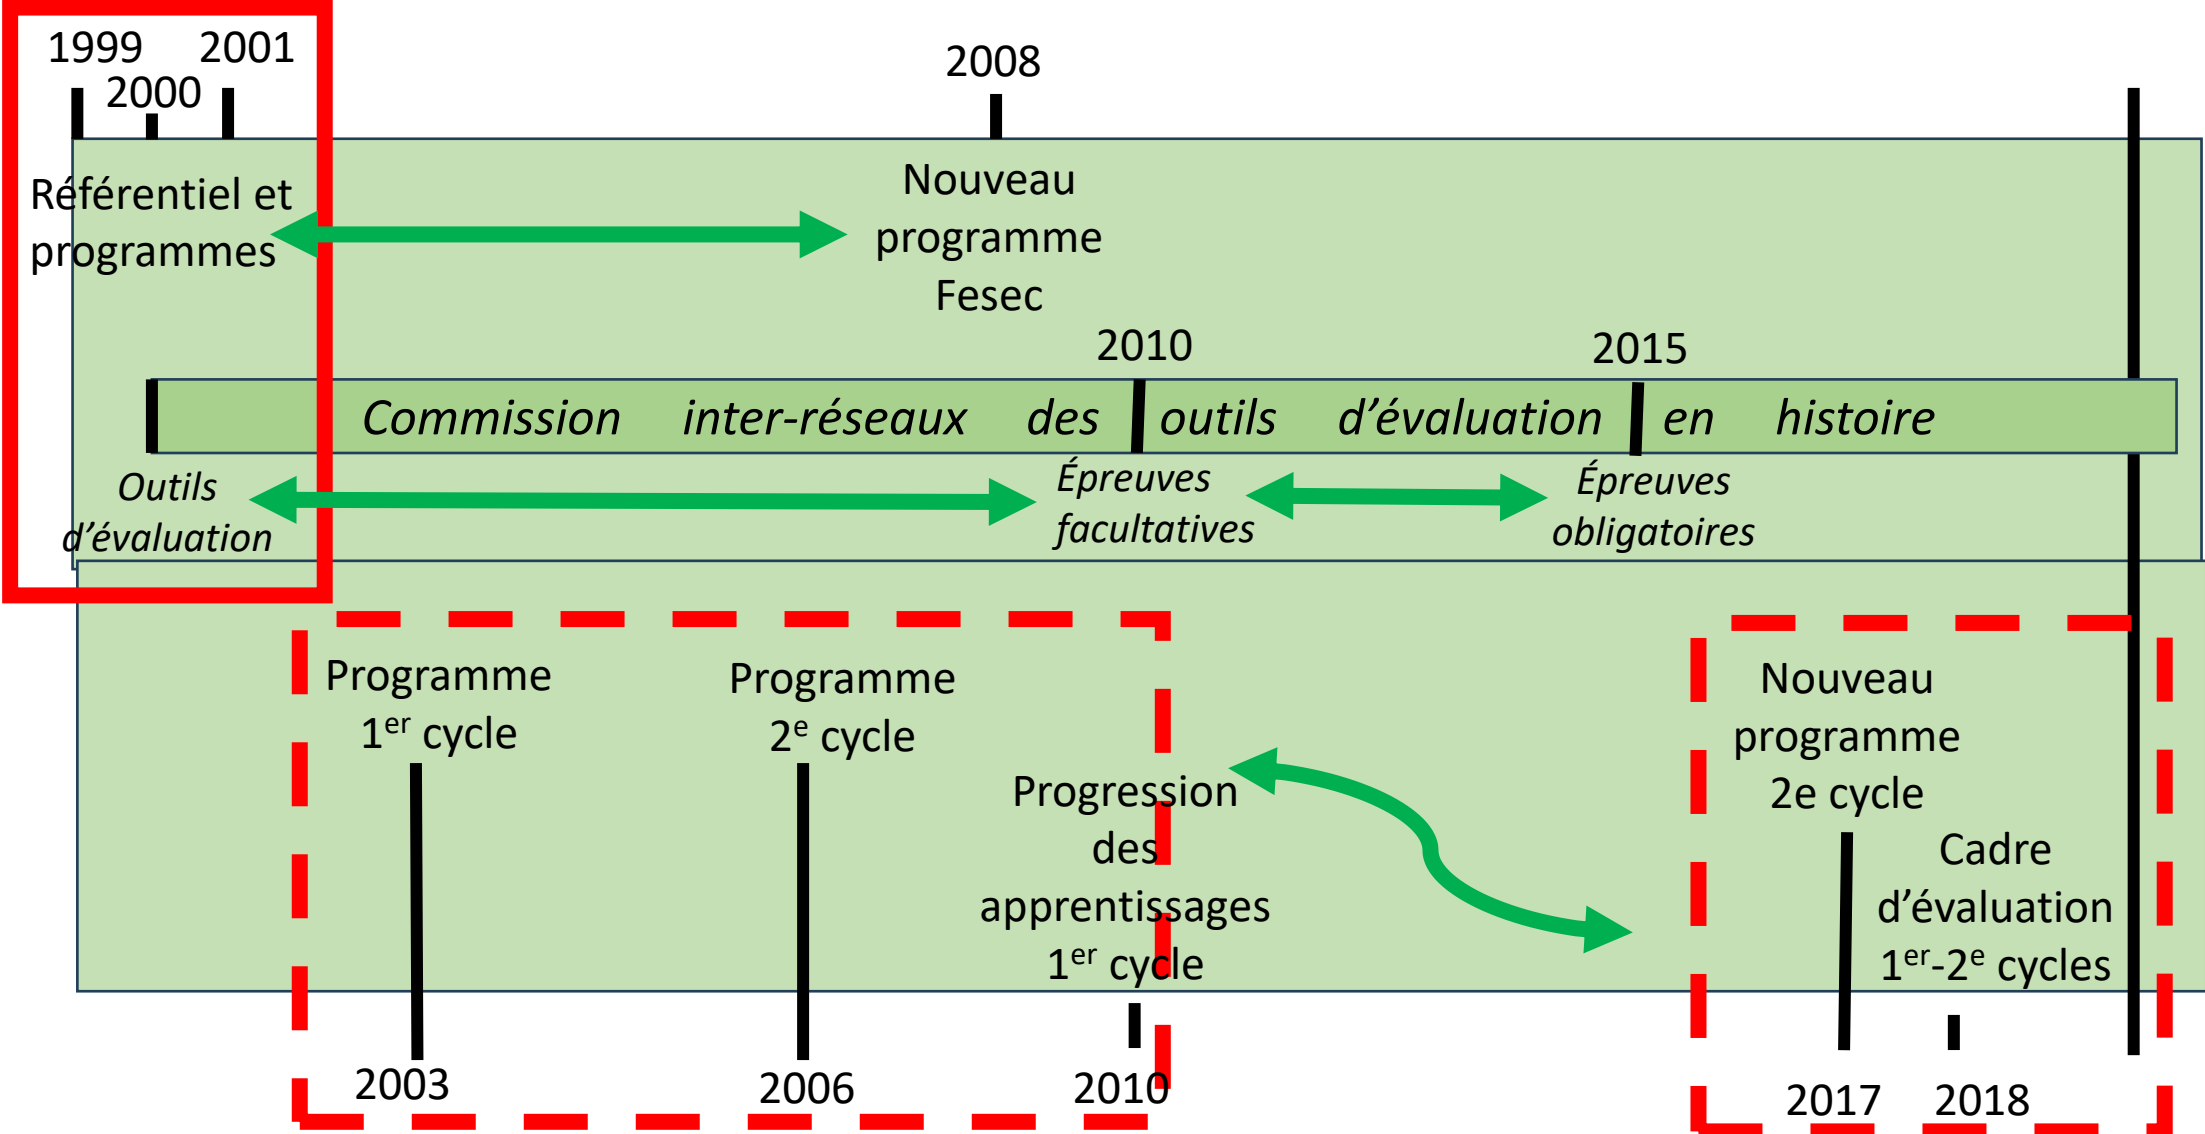 1999
2001
2000
2008
Référentiel et
programmes
Nouveau
programme
Fesec
2010
2015
Commission inter-réseaux des outils d’évaluation en histoire
Outils
d’évaluation
Épreuves
facultatives
Épreuves
obligatoires
Programme
1er cycle
Programme
2e cycle
Progression
des
apprentissages
1er cycle
Nouveau
programme
2e cycle
Cadre
d’évaluation
1er-2e cycles
2003
2006
2010
2017
2018